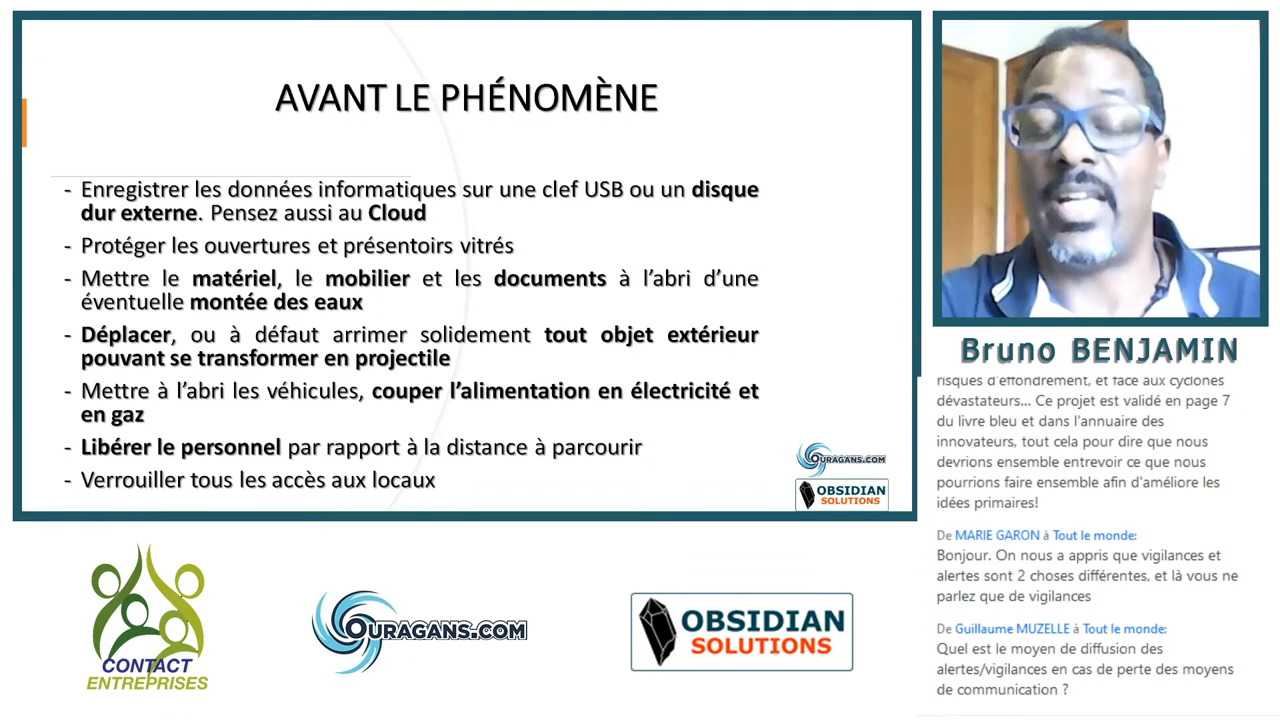 AVANT LE PHÉNOMÈNE
- Enregistrer les données informatiques sur une clef USB ou un disque
dur externe. Pensez aussi au Cloud
- Protéger les ouvertures et présentoirs vitrés
- Mettre le matériel, le mobilier et les documents à l’abri d’une
éventuelle montée des eaux
- Déplacer, ou à défaut arrimer solidement tout objet extérieur
pouvant se transformer en projectile
- Mettre à l’abri les véhicules, couper l’alimentation en électricité et
en gaz
- Libérer le personnel par rapport à la distance à parcourir
- Verrouiller tous les accès aux locaux
OURAGANS.COM
OBSIDIAN
SOLUTIONS
Bruno BENJAMIN
risques d'effondrement, et face aux cyclones
dévastateurs... Ce projet est validé en page 7
du livre bleu et dans l'annuaire des
innovateurs, tout cela pour dire que nous
devrions ensemble entrevoir ce que nous
pourrions faire ensemble afin d'améliore les
idées primaires!
De MARIE GARON à Tout le monde:
Bonjour. On nous a appris que vigilances et
alertes sont 2 choses différentes, et là vous ne
parlez que de vigilances
De Guillaume MUZELLE à Tout le monde:
Quel est le moyen de diffusion des
alertes/vigilances en cas de perte des moyens
de communication ?
CONTACT
ENTREPRISES
OURAGANS.COM
OBSIDIAN
SOLUTIONS